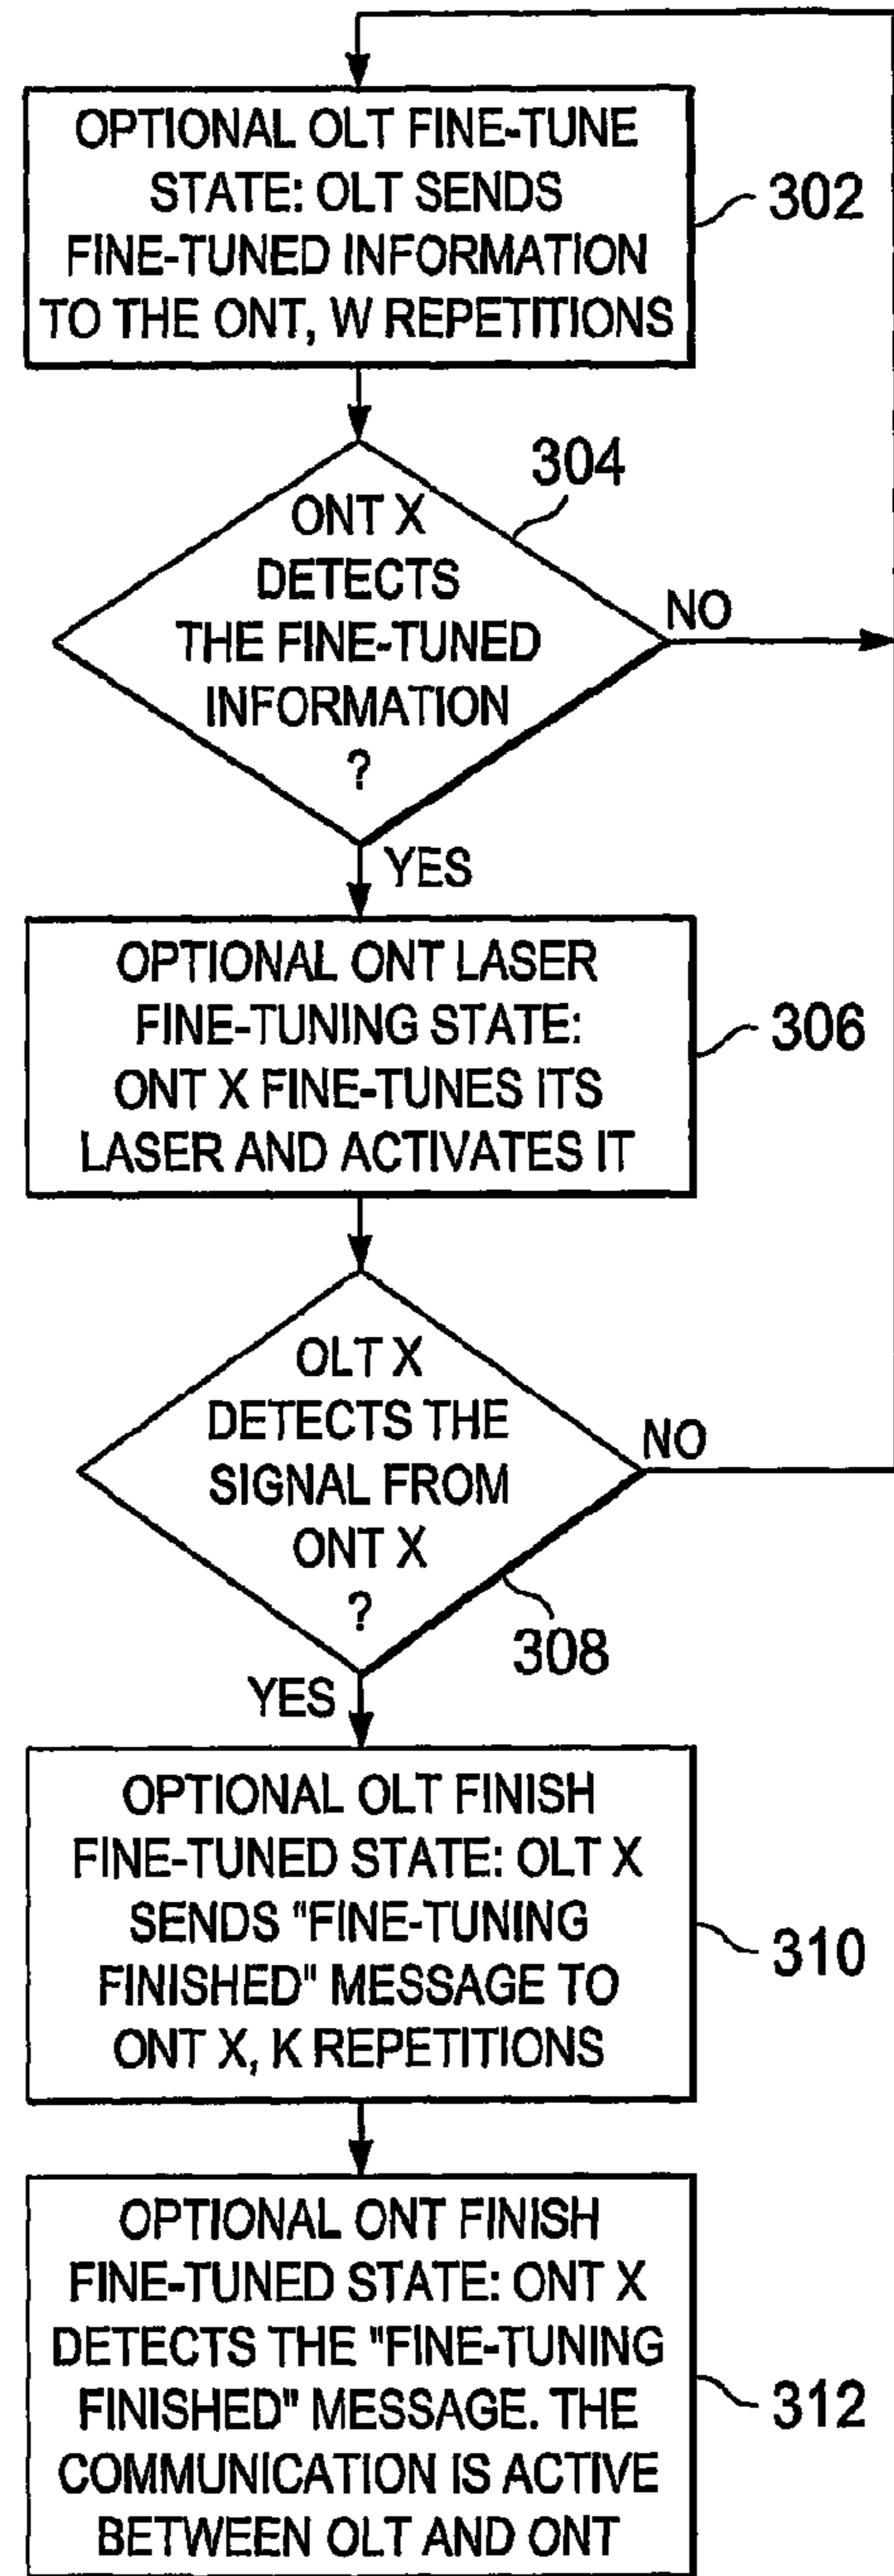 OPTIONAL OLT FINE-TUNE
STATE: OLT SENDS
FINE-TUNED INFORMATION
TO THE ONT, W REPETITIONS
302
304
ONT X
DETECTS
THE FINE-TUNED
INFORMATION
?
NO
YES
OPTIONAL ONT LASER
FINE-TUNING STATE:
ONT X FINE-TUNES ITS
LASER AND ACTIVATES IT
306
OLT X
DETECTS THE
SIGNAL FROM
ONT X
?
NO
308
YES
OPTIONAL OLT FINISH
FINE-TUNED STATE: OLT X
SENDS "FINE-TUNING
FINISHED" MESSAGE TO
ONT X, K REPETITIONS
310
OPTIONAL ONT FINISH
FINE-TUNED STATE: ONT X
DETECTS THE "FINE-TUNING
FINISHED" MESSAGE. THE
COMMUNICATION IS ACTIVE
BETWEEN OLT AND ONT
312